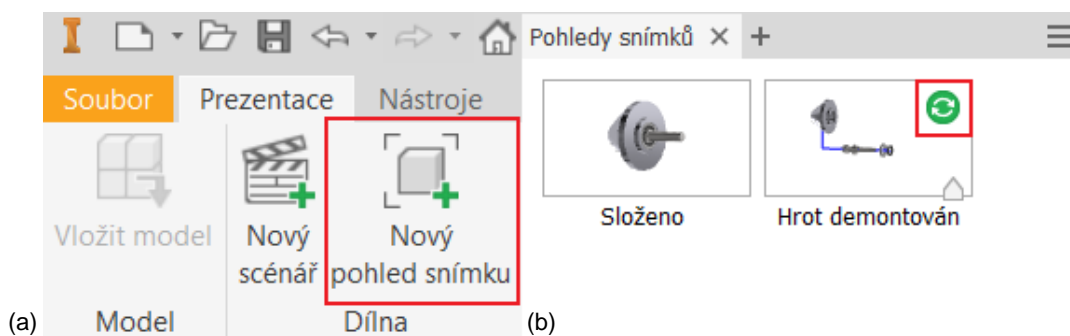 Pohledy snímků
Soubor Prezentace Nástroje
Vložit model
Nový
scénář
Nový
pohled snímku
Model
Dílna
(a)
Složeno
Hrot demontován
(b)